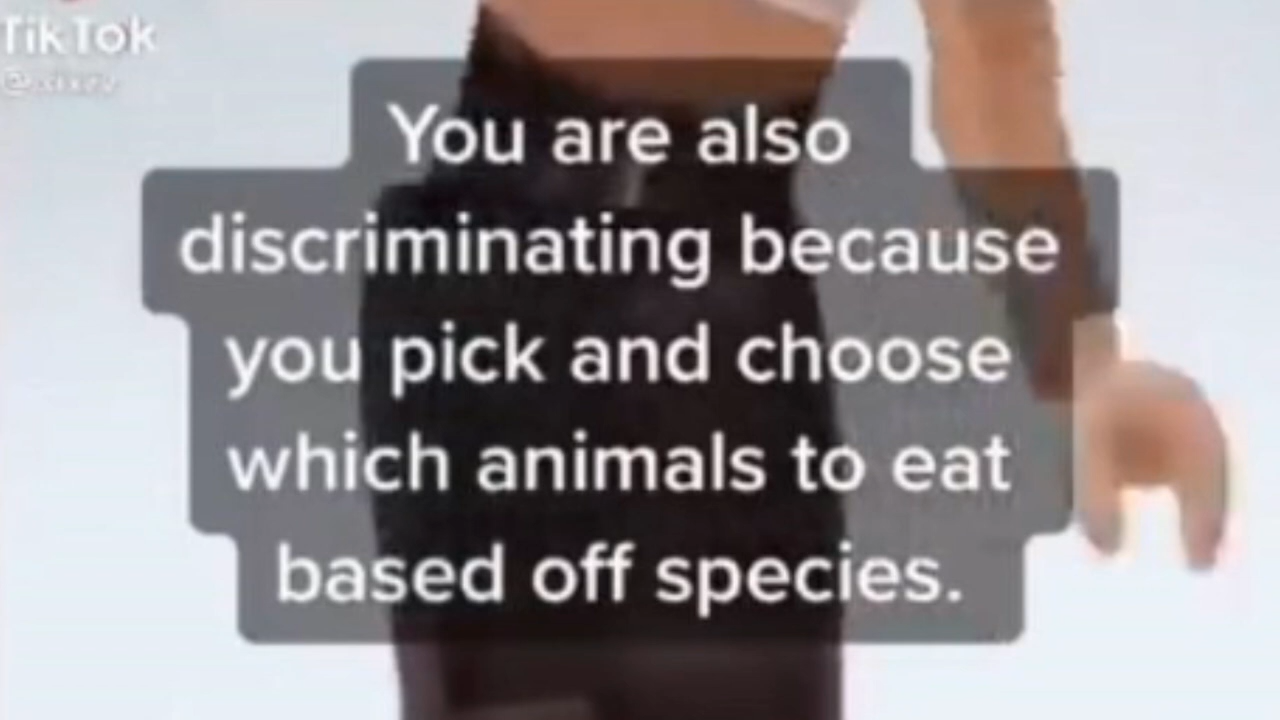 TikTok
You are also
discriminating because
you pick and choose
which animals to eat
based off species.